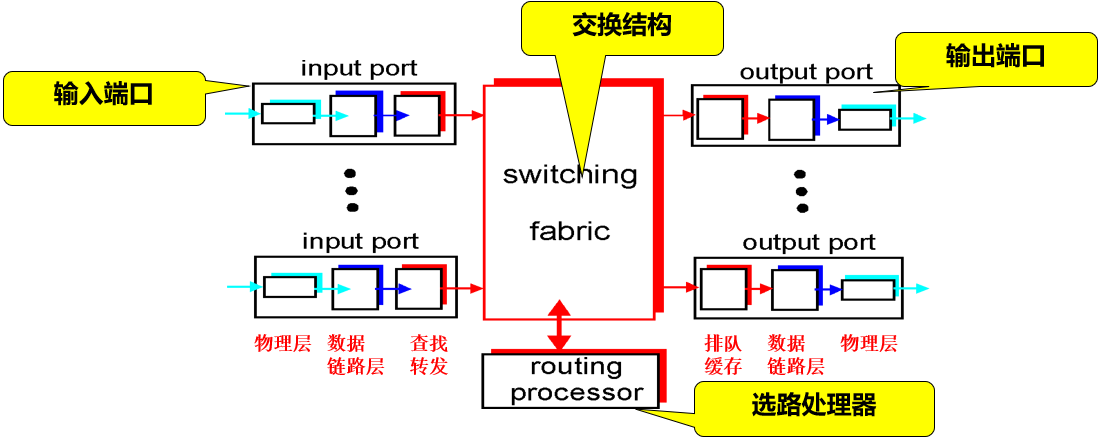 交换结构
输出端口
输入端口
input port
output port
switching
fabric
input port
output port
物理层
数据
链路层
查找
转发
排队
缓存
数据
链路层
物理层
routing
processor
选路处理器